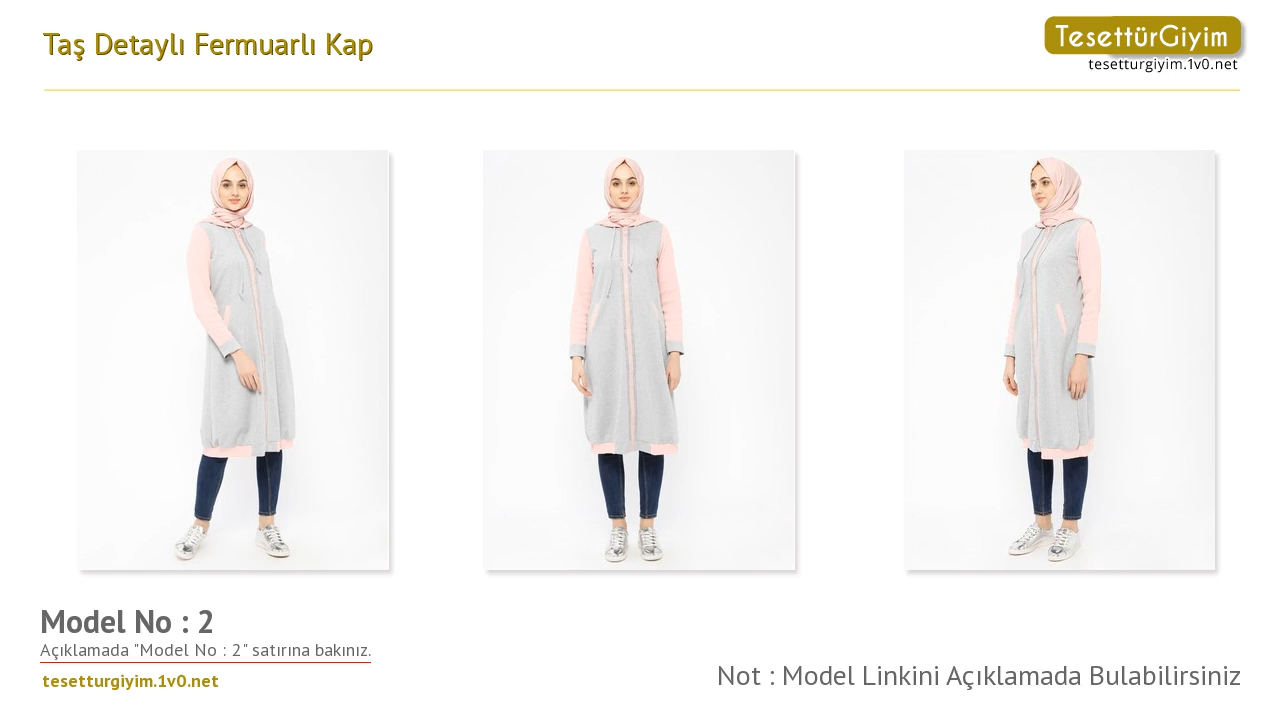 Taş Detaylı Fermuarlı Kap
TesettürGiyim
tesetturgiyim.1v0.net
Model No : 2
Açıklamada "Model No : 2" satırına bakınız.
tesetturgiyim.1v0.net
Not : Model Linkini Açıklamada Bulabilirsiniz